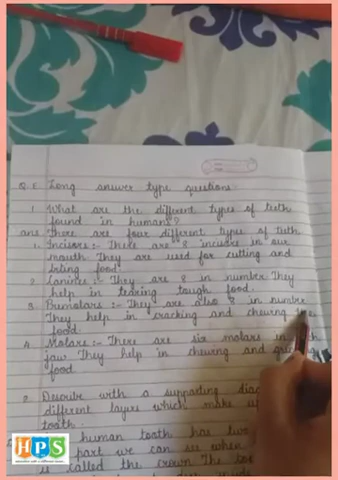 Q.E Long answer type questions
1. What are the different types of teeth
found in humans?
ans There are four different types of teeth.
1. Incisors :- There are 8 incisors in our
mouth. They are used for cutting and
biting food
2. Canines :- They are 8 in number. They
help in tearing tough food.
3. Premolars :- They are also 8 in number
They help in cracking and chewing the
food.
4. Molars :- There are six molars in
jaw. They help in chewing and
food
2. Describe with a supporting
different layers which make
tooth.
human tooth has two
part we can see when
is called the crown. The
HPS